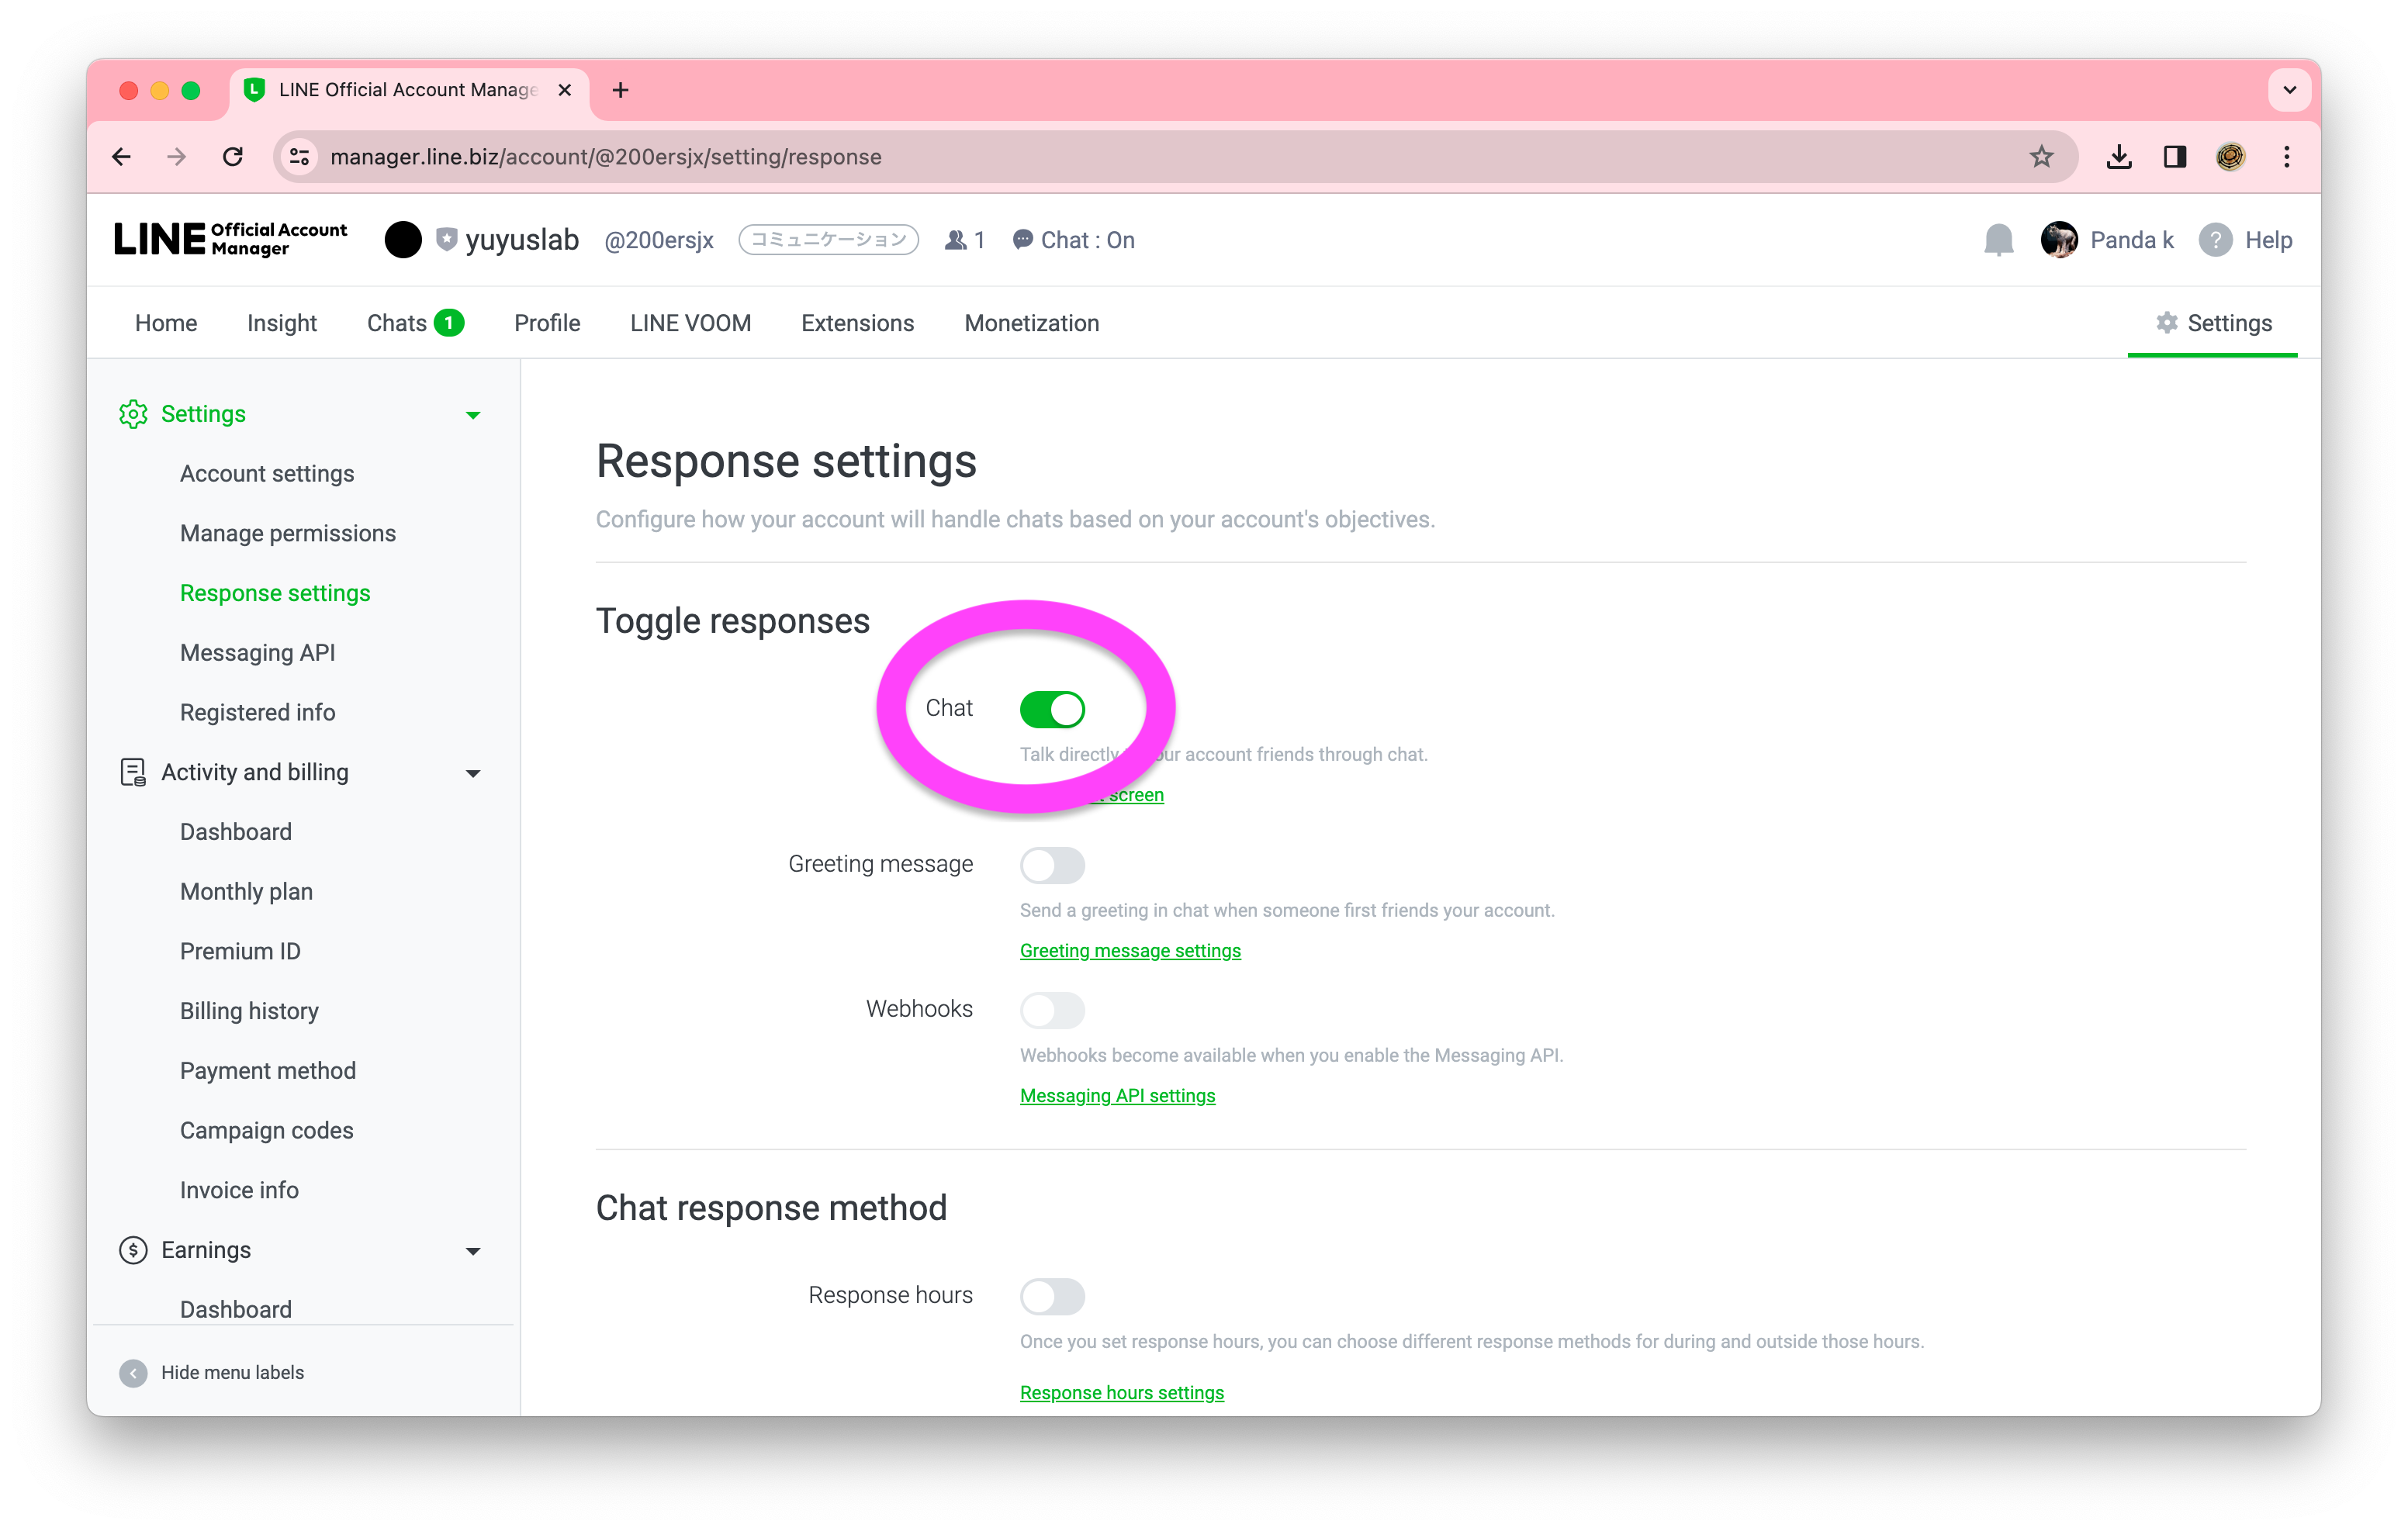 LINE Official Account Manage
manager.line.biz/account/@200ersjx/setting/response
LINE Official Account Manager
yuyuslab
@200ersjx
コミュニケーション
1
Chat : On
Panda k
Help
Home
Insight
Chats 1
Profile
LINE VOOM
Extensions
Monetization
Settings
Settings
Account settings
Manage permissions
Response settings
Messaging API
Registered info
Activity and billing
Dashboard
Monthly plan
Premium ID
Billing history
Payment method
Campaign codes
Invoice info
Earnings
Dashboard
Hide menu labels
Response settings
Configure how your account will handle chats based on your account's objectives.
Toggle responses
Chat
Talk directly account friends through chat.
screen
Greeting message
Send a greeting in chat when someone first friends your account.
Greeting message settings
Webhooks
Webhooks become available when you enable the Messaging API.
Messaging API settings
Chat response method
Response hours
Once you set response hours, you can choose different response methods for during and outside those hours.
Response hours settings